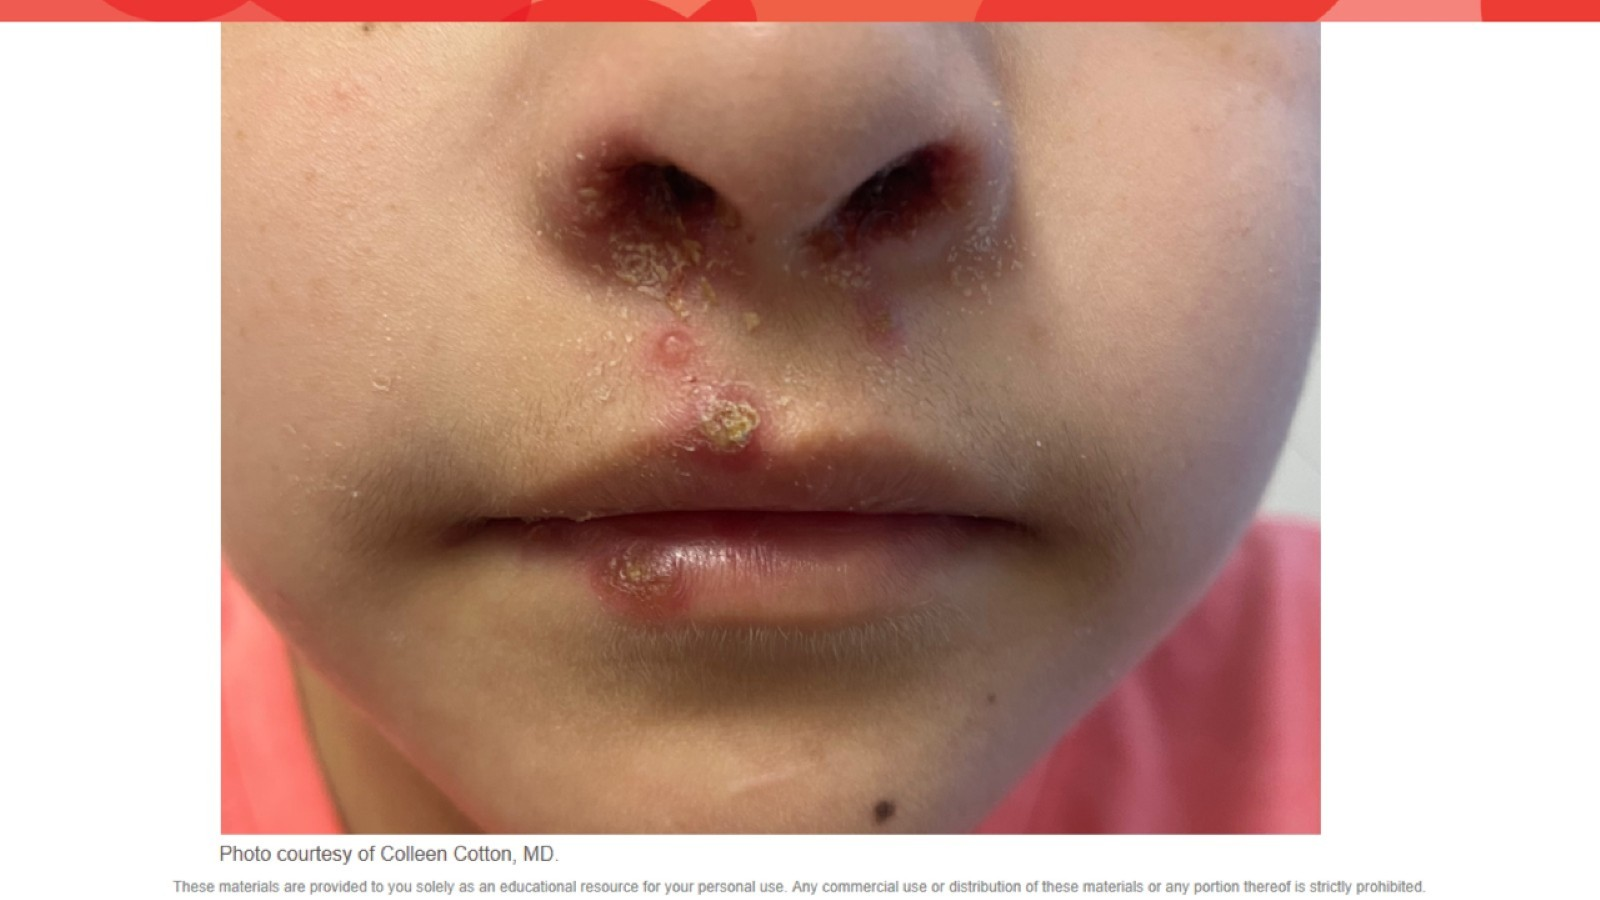 Photo courtesy of Colleen Cotton, MD.
These materials are provided to you solely as an educational resource for your personal use. Any commercial use or distribution of these materials or any portion thereof is strictly prohibited.